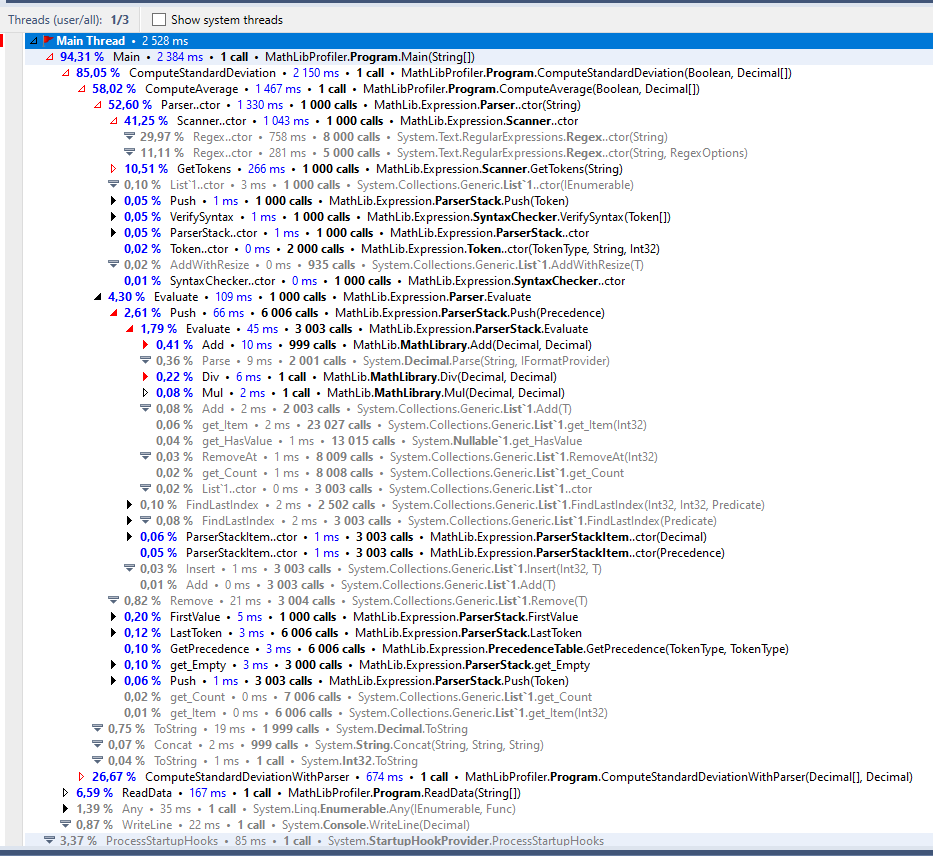 Threads (user/all): 1/3 Show system threads
Main Thread • 2 528 ms
94,31 % Main • 2 384 ms • 1 call • MathLibProfiler.Program.Main(String[])
85,05 % ComputeStandardDeviation • 2 150 ms • 1 call • MathLibProfiler.Program.ComputeStandardDeviation(Boolean, Decimal[])
58,02 % ComputeAverage • 1 467 ms • 1 call • MathLibProfiler.Program.ComputeAverage(Boolean, Decimal[])
52,60 % Parser..ctor • 1 330 ms • 1 000 calls • MathLib.Expression.Parser..ctor(String)
41,25 % Scanner..ctor • 1 043 ms • 1 000 calls • MathLib.Expression.Scanner..ctor
29,97 % Regex..ctor • 758 ms • 8 000 calls • System.Text.RegularExpressions.Regex..ctor(String)
11,11 % Regex..ctor • 281 ms • 5 000 calls • System.Text.RegularExpressions.Regex..ctor(String, RegexOptions)
10,51 % GetTokens • 266 ms • 1 000 calls • MathLib.Expression.Scanner.GetTokens(String)
0,10 % List`1..ctor • 3 ms • 1 000 calls • System.Collections.Generic.List`1..ctor(IEnumerable)
0,05 % Push • 1 ms • 1 000 calls • MathLib.Expression.ParserStack.Push(Token)
0,05 % VerifySyntax • 1 ms • 1 000 calls • MathLib.Expression.SyntaxChecker.VerifySyntax(Token[])
0,05 % ParserStack..ctor • 1 ms • 1 000 calls • MathLib.Expression.ParserStack..ctor
0,02 % Token..ctor • 0 ms • 2 000 calls • MathLib.Expression.Token..ctor(TokenType, String, Int32)
0,02 % AddWithResize • 0 ms • 935 calls • System.Collections.Generic.List`1.AddWithResize(T)
0,01 % SyntaxChecker..ctor • 0 ms • 1 000 calls • MathLib.Expression.SyntaxChecker..ctor
4,30 % Evaluate • 109 ms • 1 000 calls • MathLib.Expression.Parser.Evaluate
2,61 % Push • 66 ms • 6 006 calls • MathLib.Expression.ParserStack.Push(Precedence)
1,79 % Evaluate • 45 ms • 3 003 calls • MathLib.Expression.ParserStack.Evaluate
0,41 % Add • 10 ms • 999 calls • MathLib.MathLibrary.Add(Decimal, Decimal)
0,36 % Parse • 9 ms • 2 001 calls • System.Decimal.Parse(String, IFormatProvider)
0,22 % Div • 6 ms • 1 call • MathLib.MathLibrary.Div(Decimal, Decimal)
0,08 % Mul • 2 ms • 1 call • MathLib.MathLibrary.Mul(Decimal, Decimal)
0,08 % Add • 2 ms • 2 003 calls • System.Collections.Generic.List`1.Add(T)
0,06 % get_Item • 2 ms • 23 027 calls • System.Collections.Generic.List`1.get_Item(Int32)
0,04 % get_HasValue • 1 ms • 13 015 calls • System.Nullable`1.get_HasValue
0,03 % RemoveAt • 1 ms • 8 009 calls • System.Collections.Generic.List`1.RemoveAt(Int32)
0,02 % get_Count • 1 ms • 8 008 calls • System.Collections.Generic.List`1.get_Count
0,02 % List`1..ctor • 0 ms • 3 003 calls • System.Collections.Generic.List`1..ctor
0,10 % FindLastIndex • 2 ms • 2 502 calls • System.Collections.Generic.List`1.FindLastIndex(Int32, Int32, Predicate)
0,08 % FindLastIndex • 2 ms • 3 003 calls • System.Collections.Generic.List`1.FindLastIndex(Predicate)
0,06 % ParserStackItem..ctor • 1 ms • 3 003 calls • MathLib.Expression.ParserStackItem..ctor(Decimal)
0,05 % ParserStackItem..ctor • 1 ms • 3 003 calls • MathLib.Expression.ParserStackItem..ctor(Precedence)
0,03 % Insert • 1 ms • 3 003 calls • System.Collections.Generic.List`1.Insert(Int32, T)
0,01 % Add • 0 ms • 3 003 calls • System.Collections.Generic.List`1.Add(T)
0,82 % Remove • 21 ms • 3 004 calls • System.Collections.Generic.List`1.Remove(T)
0,20 % FirstValue • 5 ms • 1 000 calls • MathLib.Expression.ParserStack.FirstValue
0,12 % LastToken • 3 ms • 6 006 calls • MathLib.Expression.ParserStack.LastToken
0,10 % GetPrecedence • 3 ms • 6 006 calls • MathLib.Expression.PrecedenceTable.GetPrecedence(TokenType, TokenType)
0,10 % get_Empty • 3 ms • 3 000 calls • MathLib.Expression.ParserStack.get_Empty
0,06 % Push • 1 ms • 3 003 calls • MathLib.Expression.ParserStack.Push(Token)
0,02 % get_Count • 0 ms • 7 006 calls • System.Collections.Generic.List`1.get_Count
0,01 % get_Item • 0 ms • 6 006 calls • System.Collections.Generic.List`1.get_Item(Int32)
0,75 % ToString • 19 ms • 1 999 calls • System.Decimal.ToString
0,07 % Concat • 2 ms • 999 calls • System.String.Concat(String, String, String)
0,04 % ToString • 1 ms • 1 call • System.Int32.ToString
26,67 % ComputeStandardDeviationWithParser • 674 ms • 1 call • MathLibProfiler.Program.ComputeStandardDeviationWithParser(Decimal[], Decimal)
6,59 % ReadData • 167 ms • 1 call • MathLibProfiler.Program.ReadData(String[])
1,39 % Any • 35 ms • 1 call • System.Linq.Enumerable.Any(IEnumerable, Func)
0,87 % WriteLine • 22 ms • 1 call • System.Console.WriteLine(Decimal)
3,37 % ProcessStartupHooks • 85 ms • 1 call • System.StartupHookProvider.ProcessStartupHooks